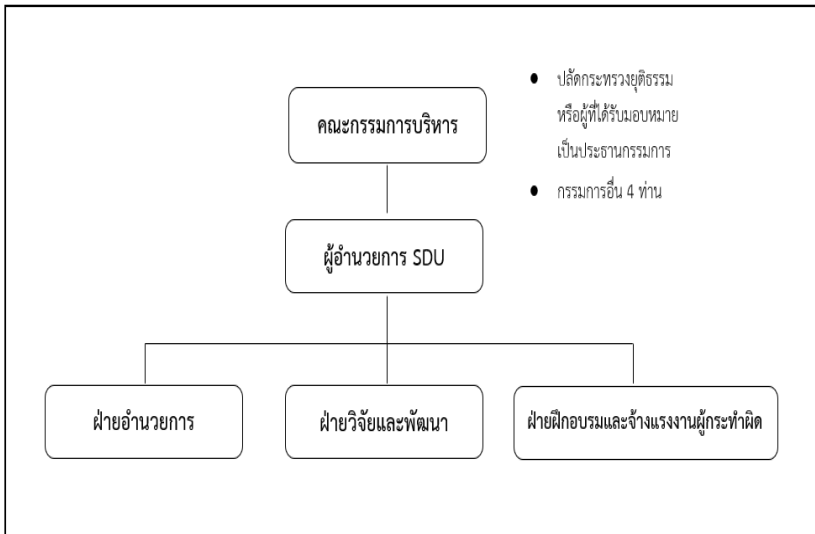 คณะกรรมการบริหาร
● ปลัดกระทรวงยุติธรรม
หรือผู้ที่ได้รับมอบหมาย
เป็นประธานกรรมการ
● กรรมการอื่น 4 ท่าน
ผู้อำนวยการ SDU
ฝ่ายอำนวยการ
ฝ่ายวิจัยและพัฒนา
ฝ่ายฝึกอบรมและจ้างแรงงานผู้กระทำผิด